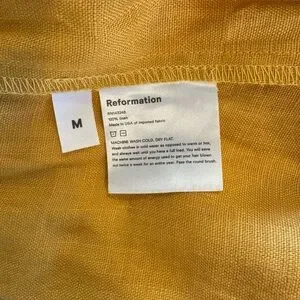 M
Reformation
100% linen
Made in USA of imported fabric
MACHINE WASH COLD. DRY FLAT.
Wash clothes in cold water as opposed to warm or hot,
and always wait until you have a full load. You will save
the same amount of energy used to get your hair blown
out twice a week for an entire year. Pass the round brush.